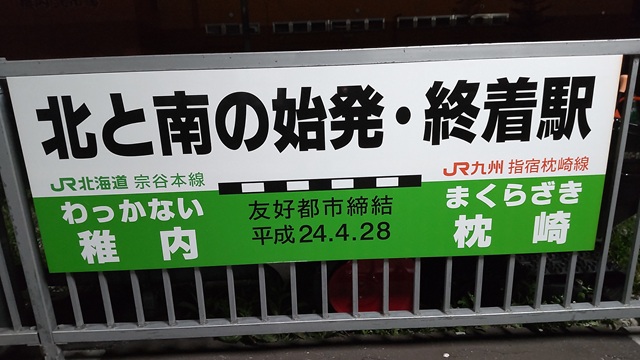 北と南の始発・終着駅
JR北海道 宗谷本線
JR九州 指宿枕崎線
わっかない
稚内
友好都市締結
平成24.4.28
まくらざき
枕崎